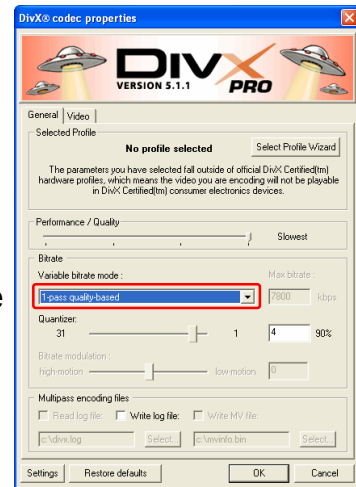 DivX® codec properties
DivX
VERSION 5.1.1 PRO
General Video
Selected Profile
No profile selected Select Profile Wizard
The parameters you have selected fall outside of official DivX Certified(tm)
hardware profiles, which means the video you are encoding will not be playable
in DivX Certified(tm) consumer electronics devices.
Performance / Quality
Slowest
Bitrate
Variable bitrate mode : Max bitrate :
1-pass quality-based 7800 kbps
Quantizer:
31 1 4 90%
Bitrate modulation :
high-motion low-motion 0
Multipass encoding files
Read log file: Write log file: Write MV file:
c:\divx.log Select... c:\mvinfo.bin Select...
Settings Restore defaults OK Cancel
e